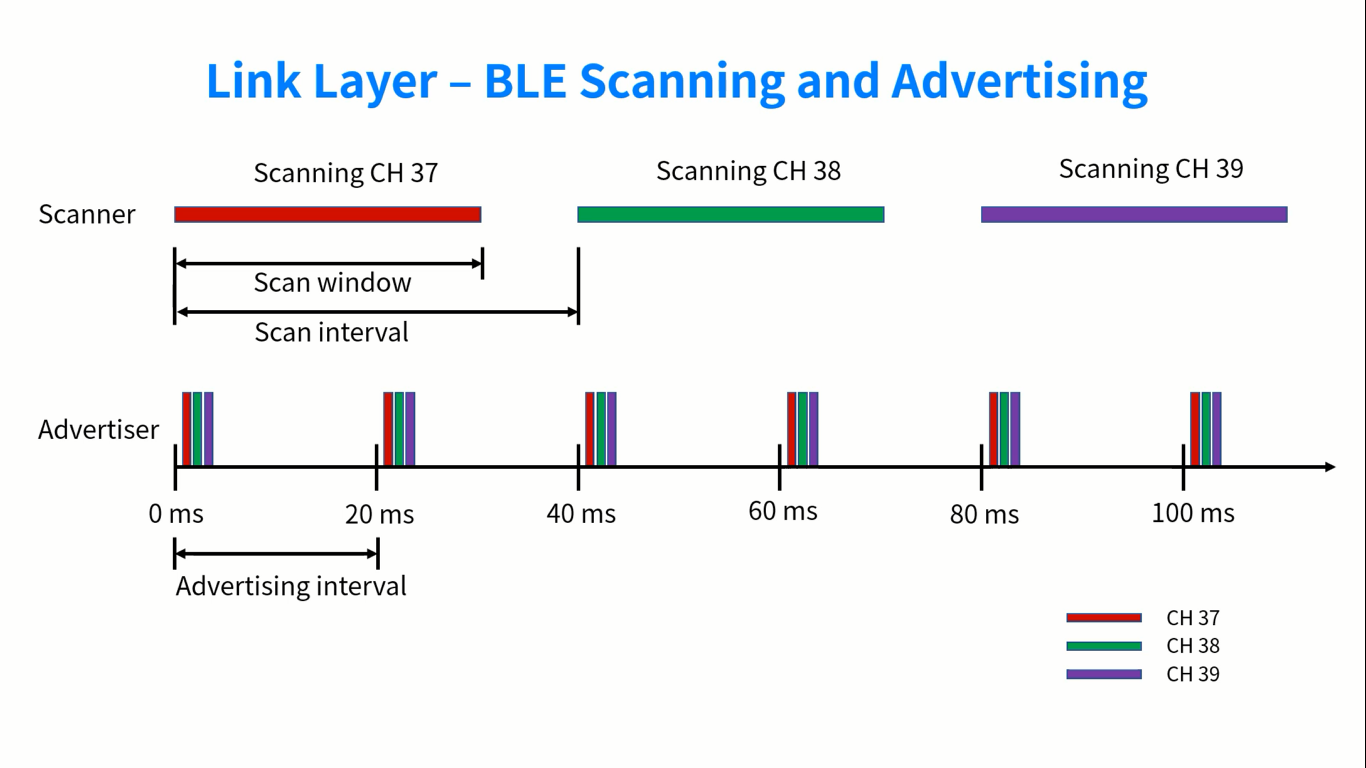 Link Layer – BLE Scanning and Advertising
Scanning CH 37
Scanning CH 38
Scanning CH 39
Scanner
Scan window
Scan interval
Advertiser
0 ms
20 ms
40 ms
60 ms
80 ms
100 ms
Advertising interval
CH 37
CH 38
CH 39